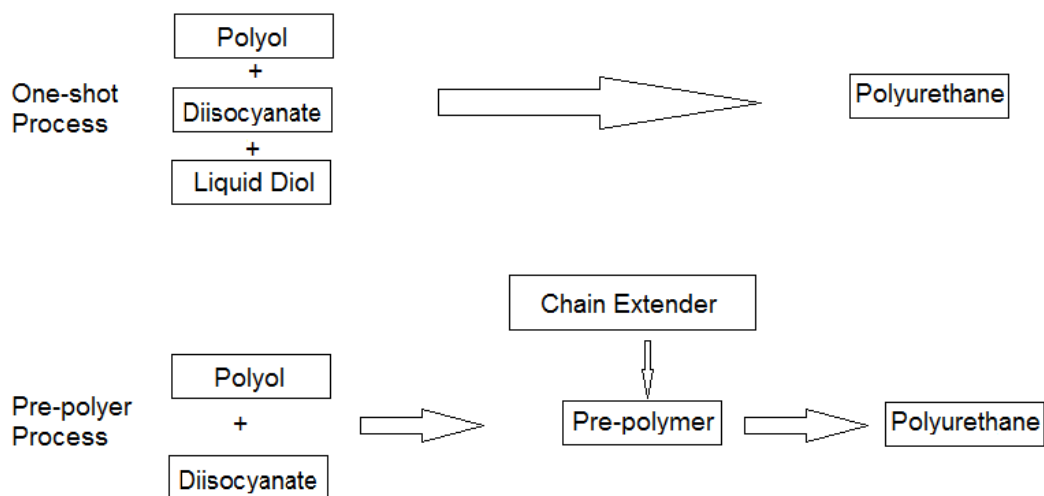 Polyol
+
One-shot
Process
Diisocyanate
+
Liquid Diol
Polyurethane
Chain Extender
Pre-polyer
Process
Polyol
+
Diisocyanate
Pre-polymer
Polyurethane